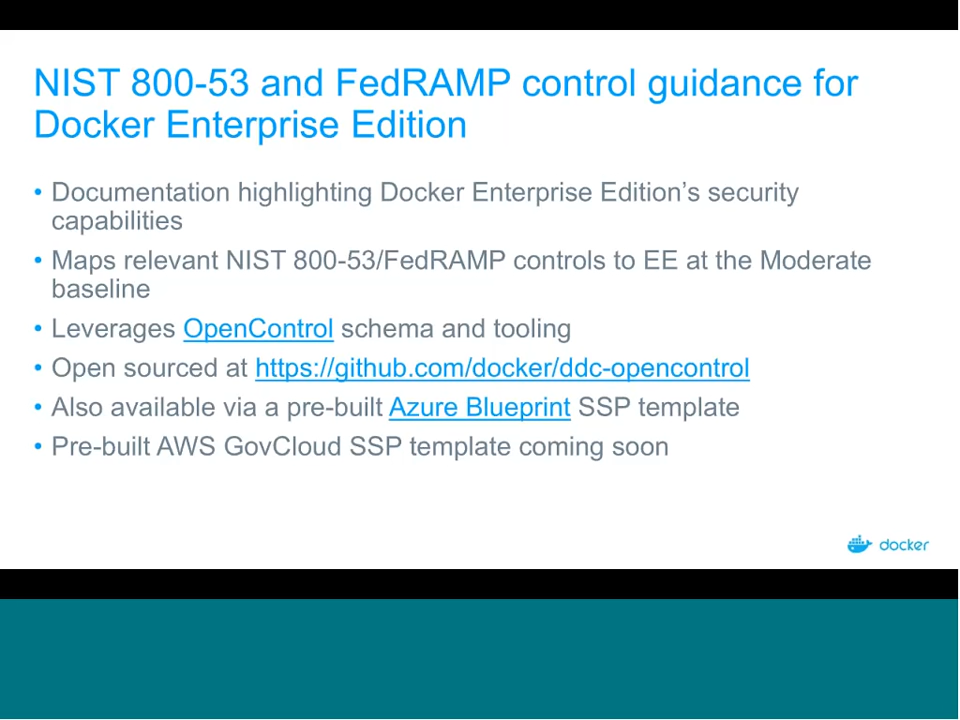 NIST 800-53 and FedRAMP control guidance for
Docker Enterprise Edition
• Documentation highlighting Docker Enterprise Edition's security
capabilities
• Maps relevant NIST 800-53/FedRAMP controls to EE at the Moderate
baseline
• Leverages OpenControl schema and tooling
• Open sourced at https://github.com/docker/ddc-opencontrol
• Also available via a pre-built Azure Blueprint SSP template
• Pre-built AWS GovCloud SSP template coming soon
docker